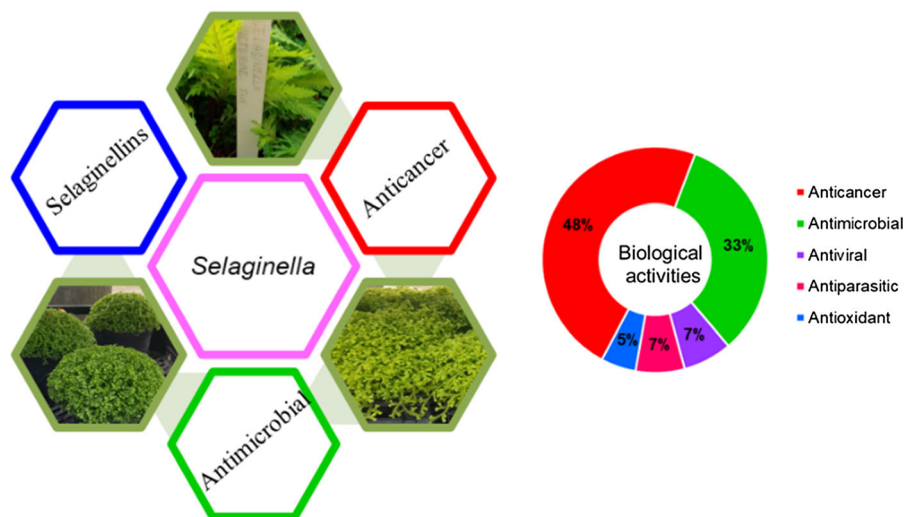 Selaginellins
Anticancer
Selaginella
Antimicrobial
48%
33%
7%
7%
5%
Biological
activities
Anticancer
Antimicrobial
Antiviral
Antiparasitic
Antioxidant